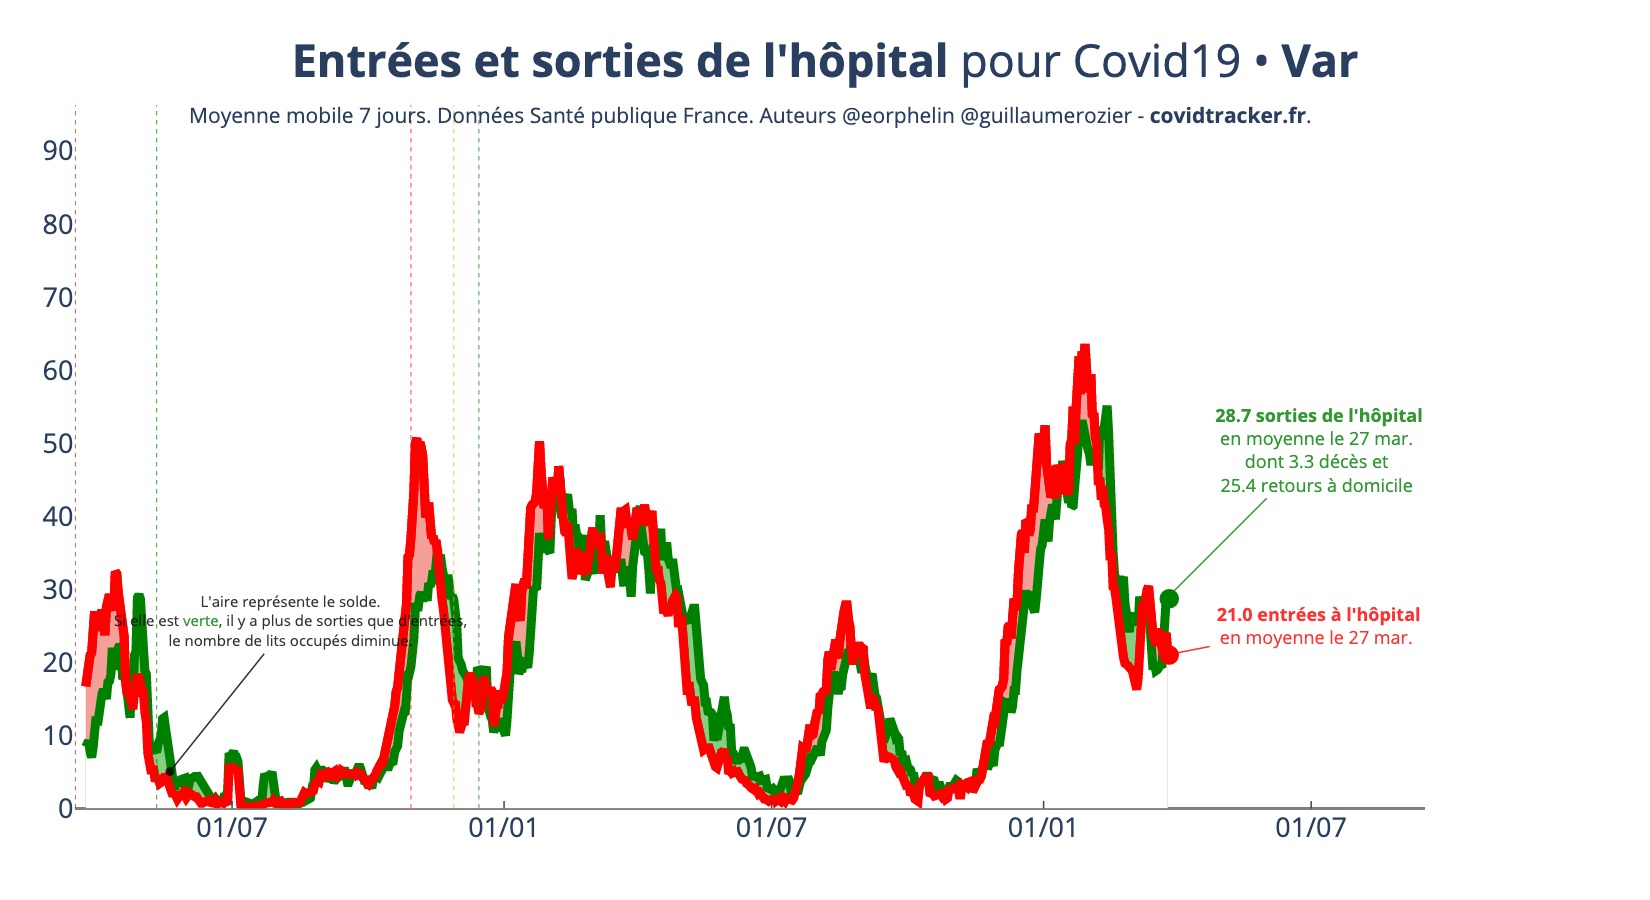 Entrées et sorties de l'hôpital pour Covid19 • Var
Moyenne mobile 7 jours. Données Santé publique France. Auteurs @eorphelin @guillaumerozier - covidtracker.fr.
90
80
70
60
50
40
30
20
10
0
L'aire représente le solde.
Si elle est verte, il y a plus de sorties que d'entrées,
le nombre de lits occupés diminue.
28.7 sorties de l'hôpital
en moyenne le 27 mar.
dont 3.3 décès et
25.4 retours à domicile
21.0 entrées à l'hôpital
en moyenne le 27 mar.
01/07
01/01
01/07
01/01
01/07